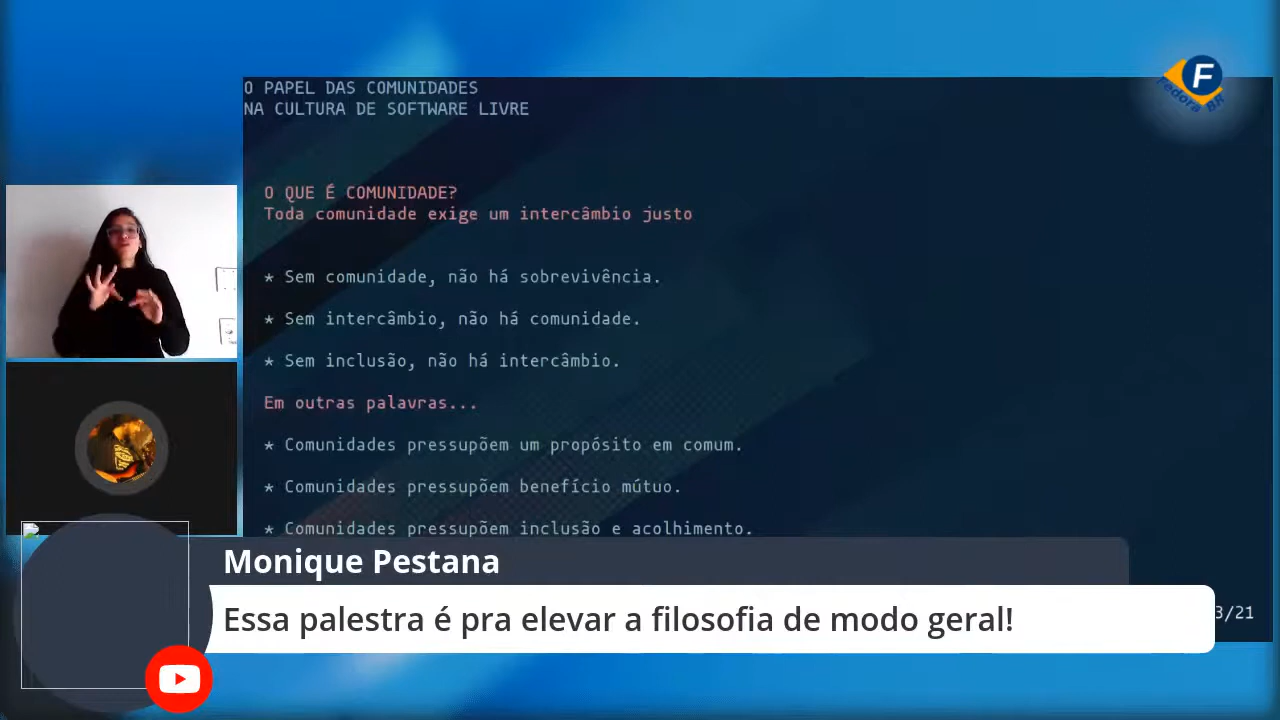 O PAPEL DAS COMUNIDADES
NA CULTURA DE SOFTWARE LIVRE
F
Fedora BR
O QUE É COMUNIDADE?
Toda comunidade exige um intercâmbio justo
* Sem comunidade, não há sobrevivência.
* Sem intercâmbio, não há comunidade.
* Sem inclusão, não há intercâmbio.
Em outras palavras...
* Comunidades pressupõem um propósito em comum.
* Comunidades pressupõem benefício mútuo.
* Comunidades pressupõem inclusão e acolhimento.
Monique Pestana
Essa palestra é pra elevar a filosofia de modo geral!
3/21